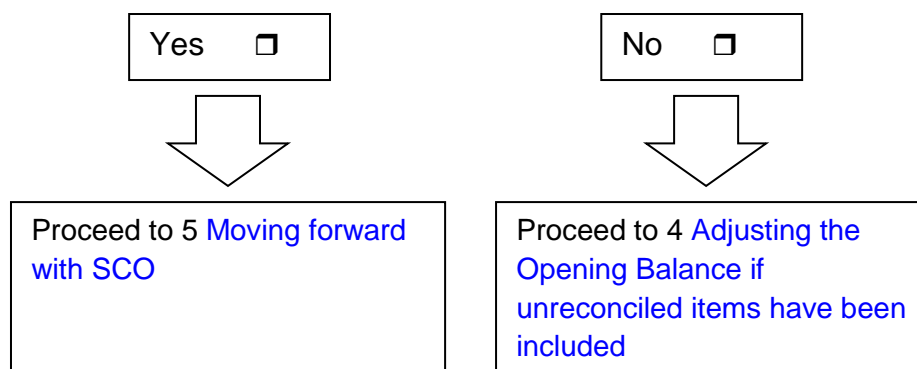 Yes ❒
No ❒
Proceed to 5 Moving forward
with SCO
Proceed to 4 Adjusting the
Opening Balance if
unreconciled items have been
included